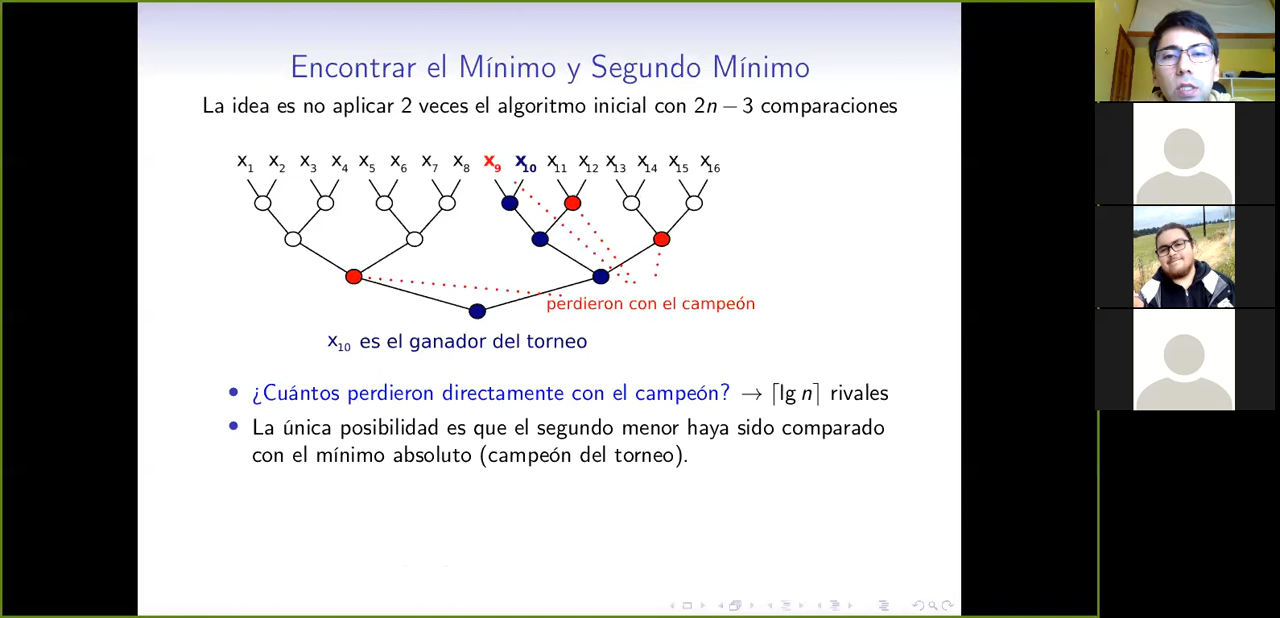 Encontrar el Mínimo y Segundo Mínimo
La idea es no aplicar 2 veces el algoritmo inicial con 2n − 3 comparaciones
x1 x2 x3 x4 x5 x6 x7 x8 x9 x10 x11 x12 x13 x14 x15 x16
perdieron con el campeón
x10 es el ganador del torneo
• ¿Cuántos perdieron directamente con el campeón? → ⌈lg n⌉ rivales
• La única posibilidad es que el segundo menor haya sido comparado
con el mínimo absoluto (campeón del torneo).